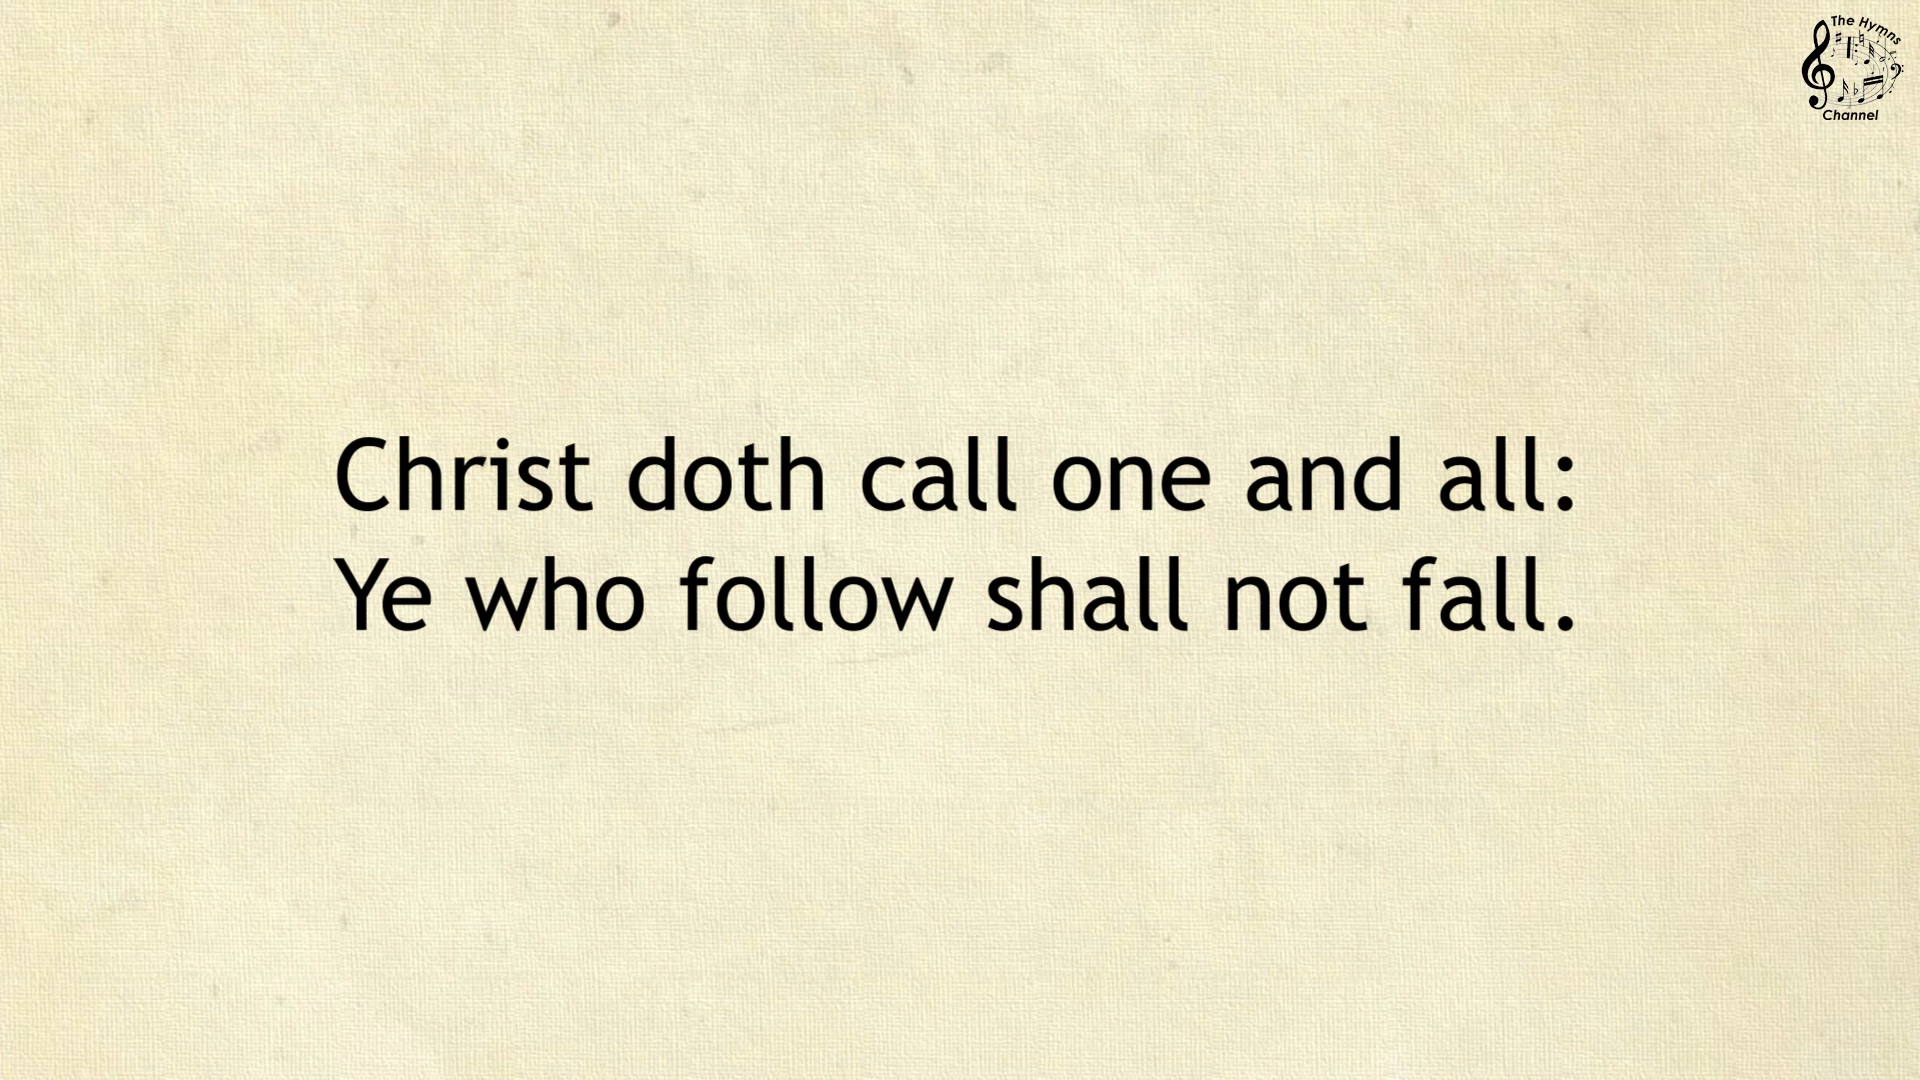 The Hymns
Channel
Christ doth call one and all:
Ye who follow shall not fall.